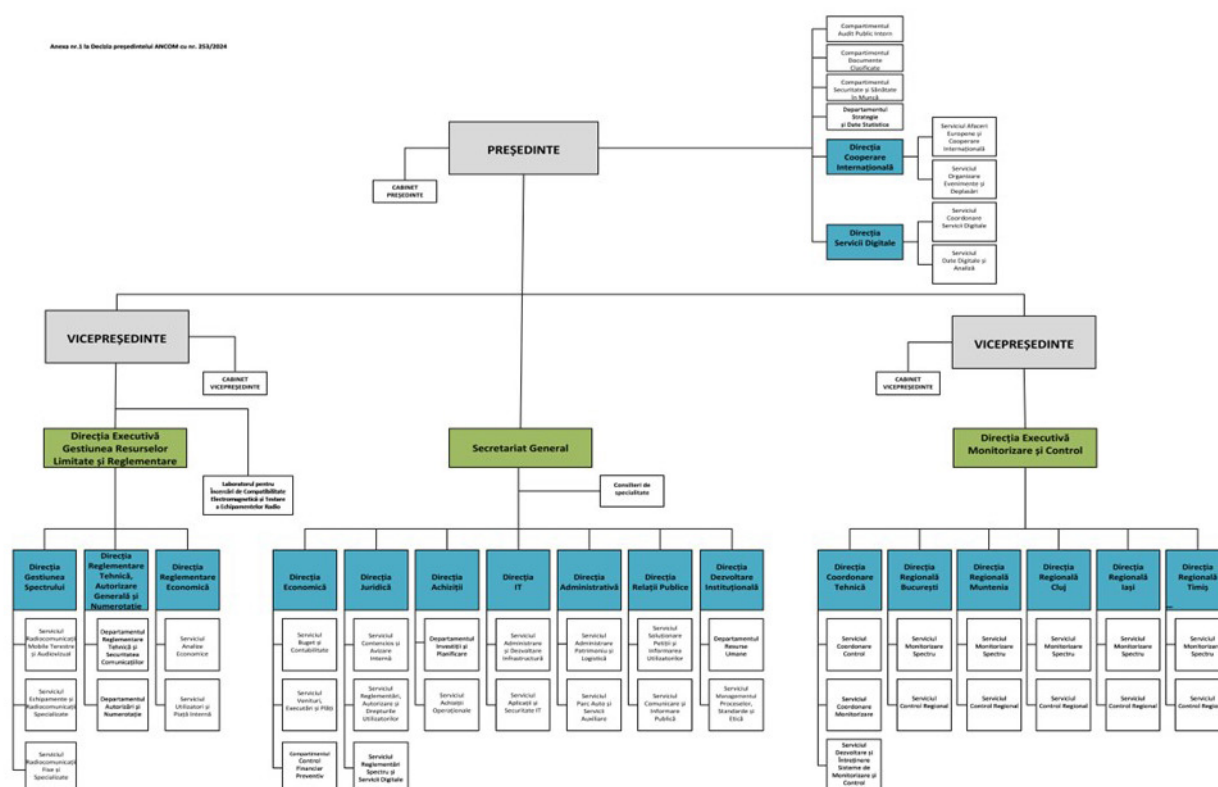 Anexa nr.1 la Decizia președintelui ANCOM cu nr. 253/2024
Compartimentul
Audit Public Intern
Compartimentul
Documente
Clasificate
Compartimentul
Securitate și Sănătate
în Muncă
Departamentul
Strategie
și Date Statistice
PREȘEDINTE
CABINET
PREȘEDINTE
Direcția
Cooperare
Internațională
Serviciul Afaceri
Europene și
Cooperare
Internațională
Serviciul
Organizare
Evenimente și
Deplasări
Direcția
Servicii Digitale
Serviciul
Coordonare
Servicii Digitale
Serviciul
Date Digitale și
Analiză
VICEPREȘEDINTE
CABINET
VICEPREȘEDINTE
VICEPREȘEDINTE
CABINET
VICEPREȘEDINTE
Direcția Executivă
Gestiunea Resurselor
Limitate și Reglementare
Secretariat General
Direcția Executivă
Monitorizare și Control
Laboratorul pentru
Încercări de Compatibilitate
Electromagnetică și Testare
a Echipamentelor Radio
Consilieri de
specialitate
Direcția
Gestiunea
Spectrului
Direcția
Reglementare
Tehnică,
Autorizare
Generală și
Numerotație
Direcția
Reglementare
Economică
Direcția
Economică
Direcția
Juridică
Direcția
Achiziții
Direcția
IT
Direcția
Administrativă
Direcția
Relații Publice
Direcția
Dezvoltare
Instituțională
Direcția
Coordonare
Tehnică
Direcția
Regională
București
Direcția
Regională
Muntenia
Direcția
Regională
Cluj
Direcția
Regională
Iași
Direcția
Regională
Timiș
Serviciul
Radiocomunicații
Mobile Terestre
și Audiovizual
Departamentul
Reglementare
Tehnică și
Securitatea
Comunicațiilor
Serviciul
Analize
Economice
Serviciul
Buget și
Contabilitate
Serviciul
Contencios și
Avizare
Internă
Departamentul
Investiții și
Planificare
Serviciul
Administrare
și Dezvoltare
Infrastructură
Serviciul
Administrare
Patrimoniu și
Logistică
Serviciul
Soluționare
Petiții și
Informarea
Utilizatorilor
Departamentul
Resurse
Umane
Serviciul
Coordonare
Control
Serviciul
Monitorizare
Spectru
Serviciul
Monitorizare
Spectru
Serviciul
Monitorizare
Spectru
Serviciul
Monitorizare
Spectru
Serviciul
Monitorizare
Spectru
Serviciul
Echipamente și
Radiocomunicații
Specializate
Departamentul
Autorizări și
Numerotație
Serviciul
Utilizatori și
Piață Internă
Serviciul
Venituri,
Executări și Plăți
Serviciul
Reglementări,
Autorizare și
Drepturile
Utilizatorilor
Serviciul
Achiziții
Operaționale
Serviciul
Aplicații și
Securitate IT
Serviciul
Parc Auto și
Servicii
Auxiliare
Serviciul
Comunicare și
Informare
Publică
Serviciul
Managementul
Proceselor,
Standarde și
Etică
Serviciul
Coordonare
Monitorizare
Serviciul
Control Regional
Serviciul
Control Regional
Serviciul
Control Regional
Serviciul
Control Regional
Serviciul
Control Regional
Serviciul
Radiocomunicații
Fixe și
Specializate
Compartimentul
Control
Financiar
Preventiv
Serviciul
Reglementări
Spectru și
Servicii Digitale
Serviciul
Dezvoltare și
Întreținere
Sisteme de
Monitorizare și
Control